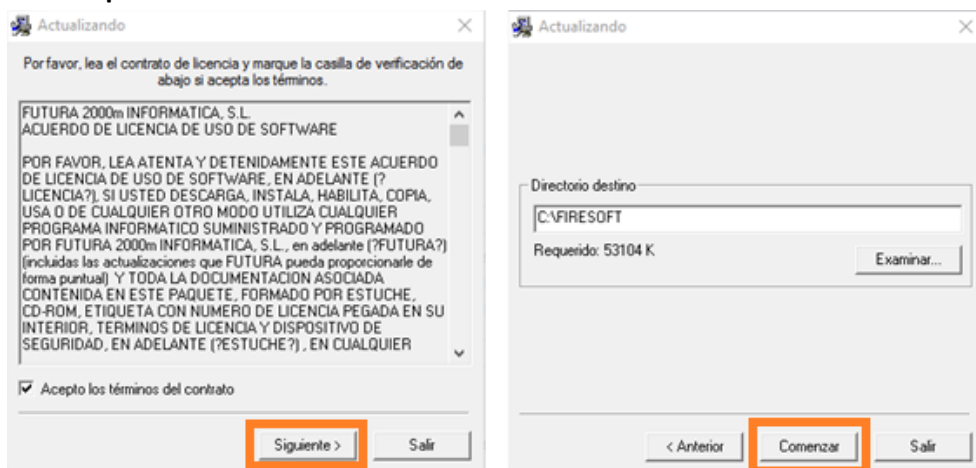 Actualizando
Por favor, lea el contrato de licencia y marque la casilla de verificación de
abajo si acepta los términos.
FUTURA 2000m INFORMATICA, S.L.
ACUERDO DE LICENCIA DE USO DE SOFTWARE
POR FAVOR, LEA ATENTA Y DETENIDAMENTE ESTE ACUERDO
DE LICENCIA DE USO DE SOFTWARE, EN ADELANTE (?
LICENCIA?), SI USTED DESCARGA, INSTALA, HABILITA, COPIA,
USA O DE CUALQUIER OTRO MODO UTILIZA CUALQUIER
PROGRAMA INFORMATICO SUMINISTRADO Y PROGRAMADO
POR FUTURA 2000m INFORMATICA, S.L., en adelante (?FUTURA?)
(incluidas las actualizaciones que FUTURA pueda proporcionarle de
forma puntual) Y TODA LA DOCUMENTACION ASOCIADA
CONTENIDA EN ESTE PAQUETE, FORMADO POR ESTUCHE,
CD-ROM, ETIQUETA CON NUMERO DE LICENCIA PEGADA EN SU
INTERIOR, TERMINOS DE LICENCIA Y DISPOSITIVO DE
SEGURIDAD, EN ADELANTE (?ESTUCHE?) , EN CUALQUIER
Acepto los términos del contrato
Siguiente >
Salir
Actualizando
Directorio destino
C:\FIRESOFT
Requerido: 53104 K
Examinar...
< Anterior
Comenzar
Salir